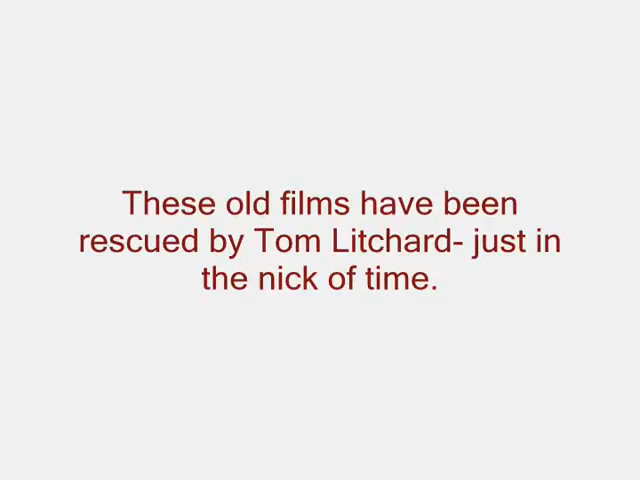 These old films have been
rescued by Tom Litchard- just in
the nick of time.